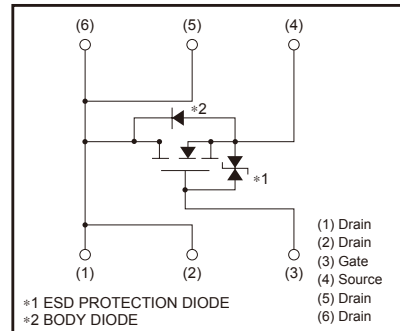 (6) (5) (4)
∗2
∗1
(1) (2) (3)
(1) Drain
(2) Drain
(3) Gate
(4) Source
(5) Drain
(6) Drain
∗1 ESD PROTECTION DIODE
∗2 BODY DIODE